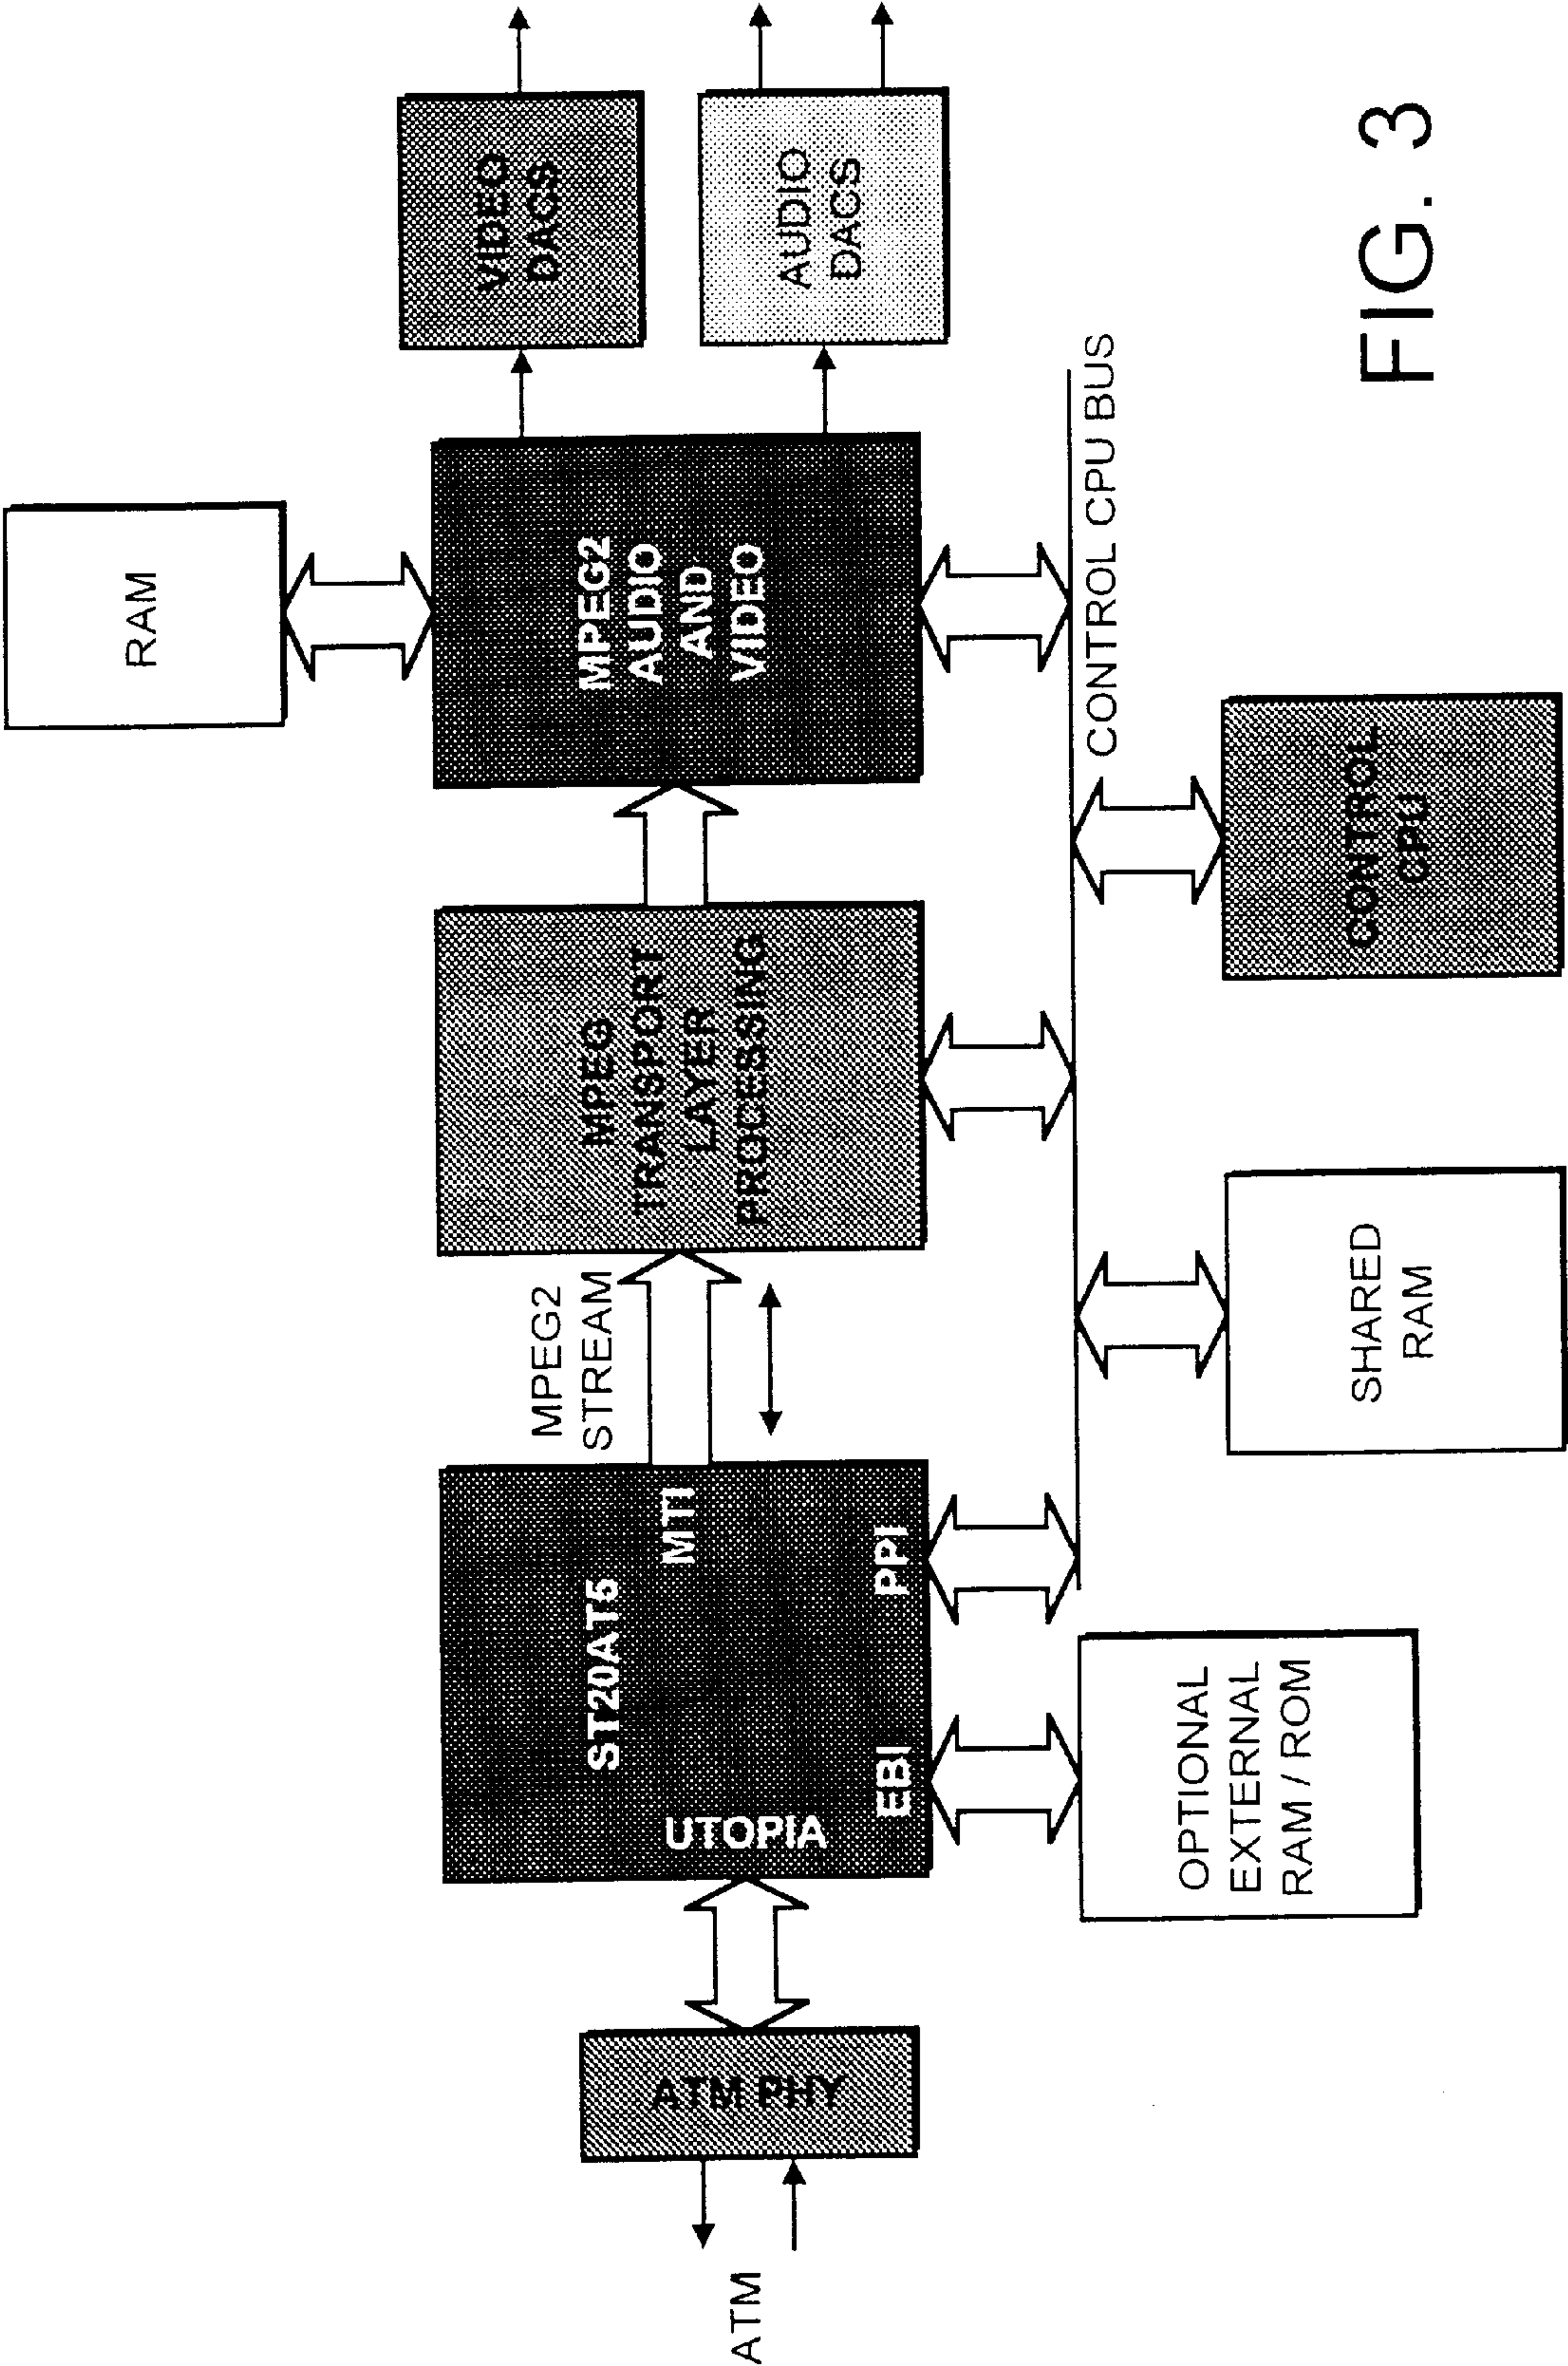 RAM
VIDEO
DACS
AUDIO
DACS
MPEG2
AUDIO
AND
VIDEO
MPEG
TRANSPORT
LAYER
PROCESSING
MPEG2
STREAM
ST20AT5
MTI
UTOPIA
EBI
PPI
ATM PHY
ATM
CONTROL CPU BUS
OPTIONAL
EXTERNAL
RAM / ROM
SHARED
RAM
CONTROL
CPU
FIG. 3